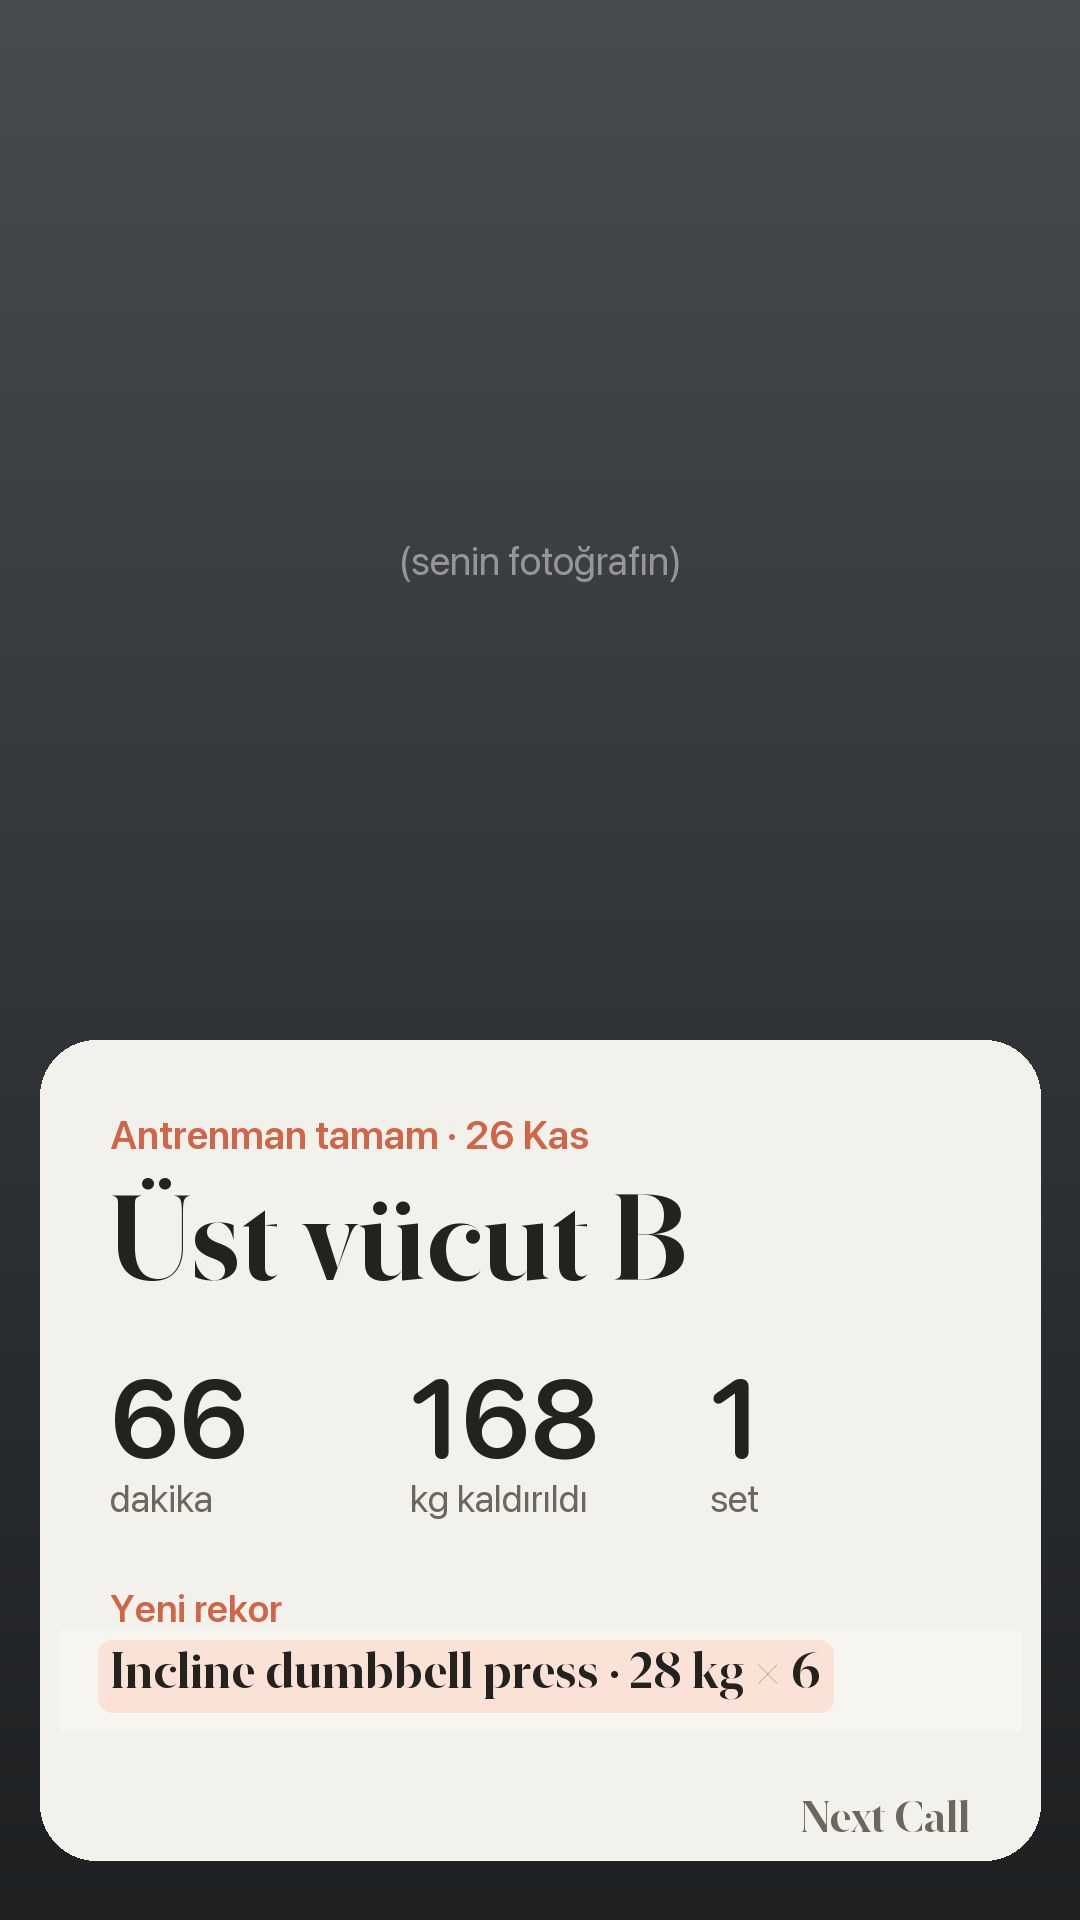 (senin fotoğrafın)
Antrenman tamam · 26 Kas
Üst vücut B
66 168 1
dakika kg kaldırıldı set
Yeni rekor
Incline dumbbell press · 28 kg × 6
Next Call